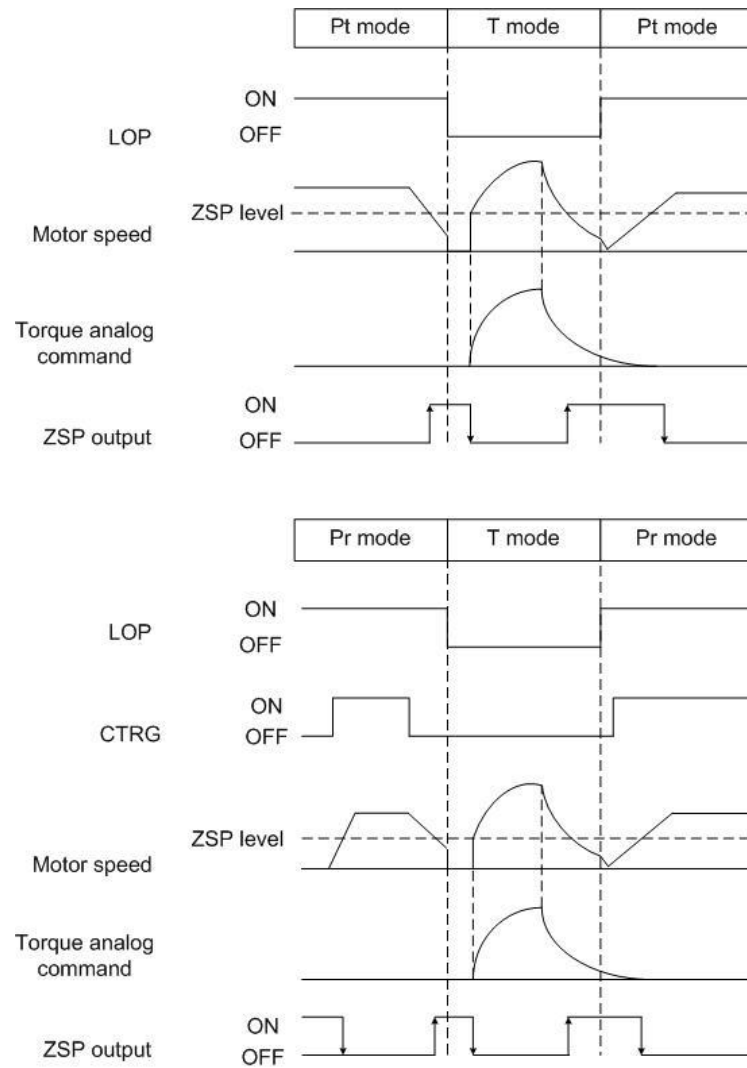 Pt mode T mode Pt mode
ON
LOP OFF
ZSP level
Motor speed
Torque analog
command
ON
ZSP output OFF
Pr mode T mode Pr mode
ON
LOP OFF
ON
CTRG OFF
ZSP level
Motor speed
Torque analog
command
ON
ZSP output OFF